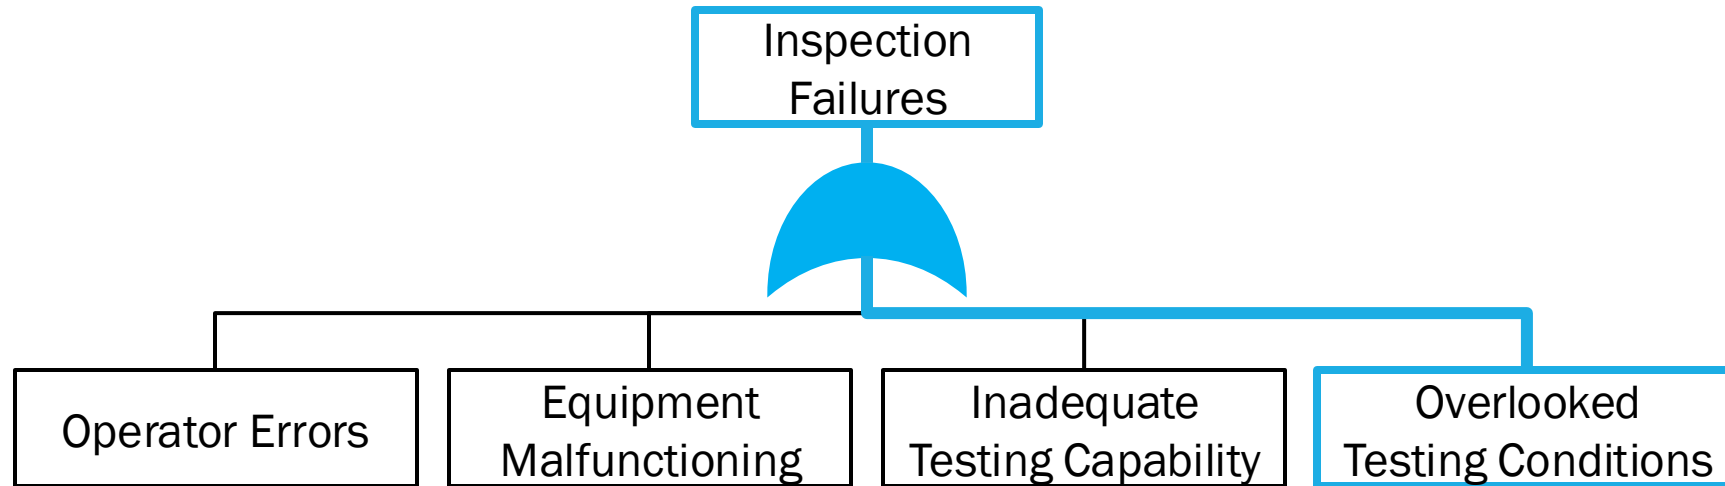 Inspection
Failures
Operator Errors
Equipment
Malfunctioning
Inadequate
Testing Capability
Overlooked
Testing Conditions